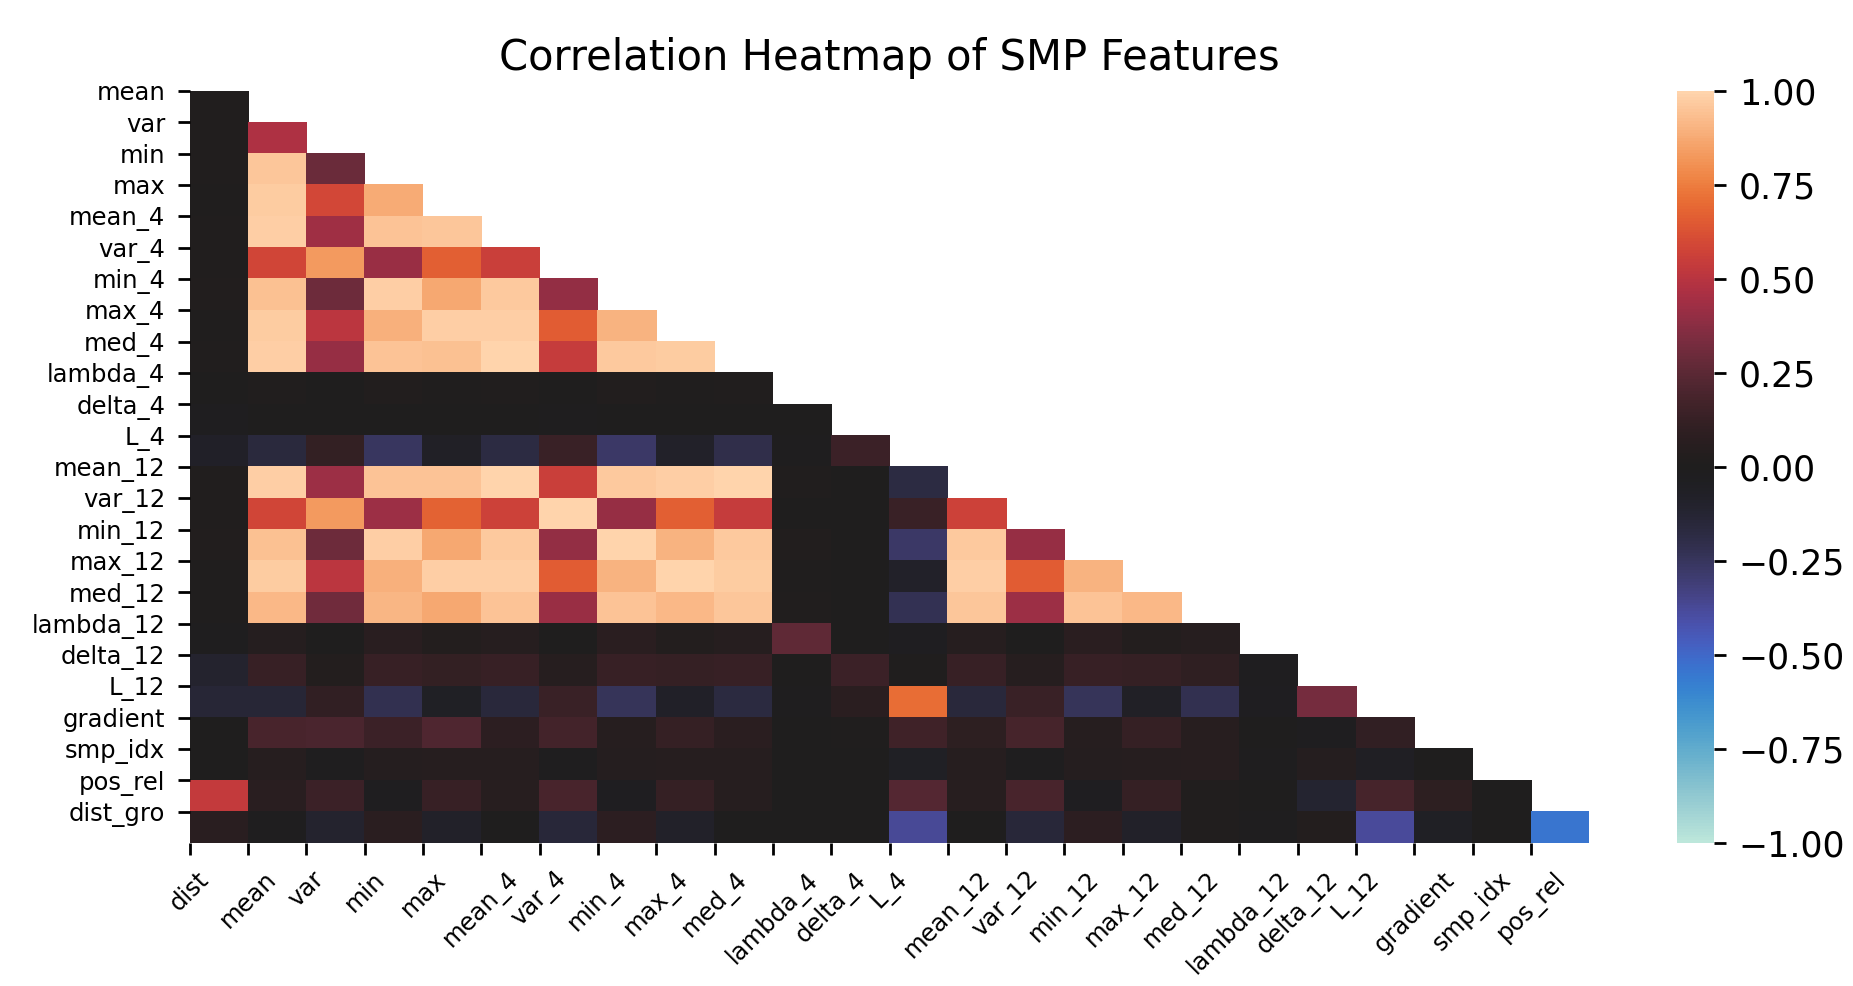 Correlation Heatmap of SMP Features
mean
var
min
max
mean_4
var_4
min_4
max_4
med_4
lambda_4
delta_4
L_4
mean_12
var_12
min_12
max_12
med_12
lambda_12
delta_12
L_12
gradient
smp_idx
pos_rel
dist_gro
dist
mean
var
min
max
mean_4
var_4
min_4
max_4
med_4
lambda_4
delta_4
L_4
mean_12
var_12
min_12
max_12
med_12
lambda_12
delta_12
L_12
gradient
smp_idx
pos_rel
1.00
0.75
0.50
0.25
0.00
−0.25
−0.50
−0.75
−1.00